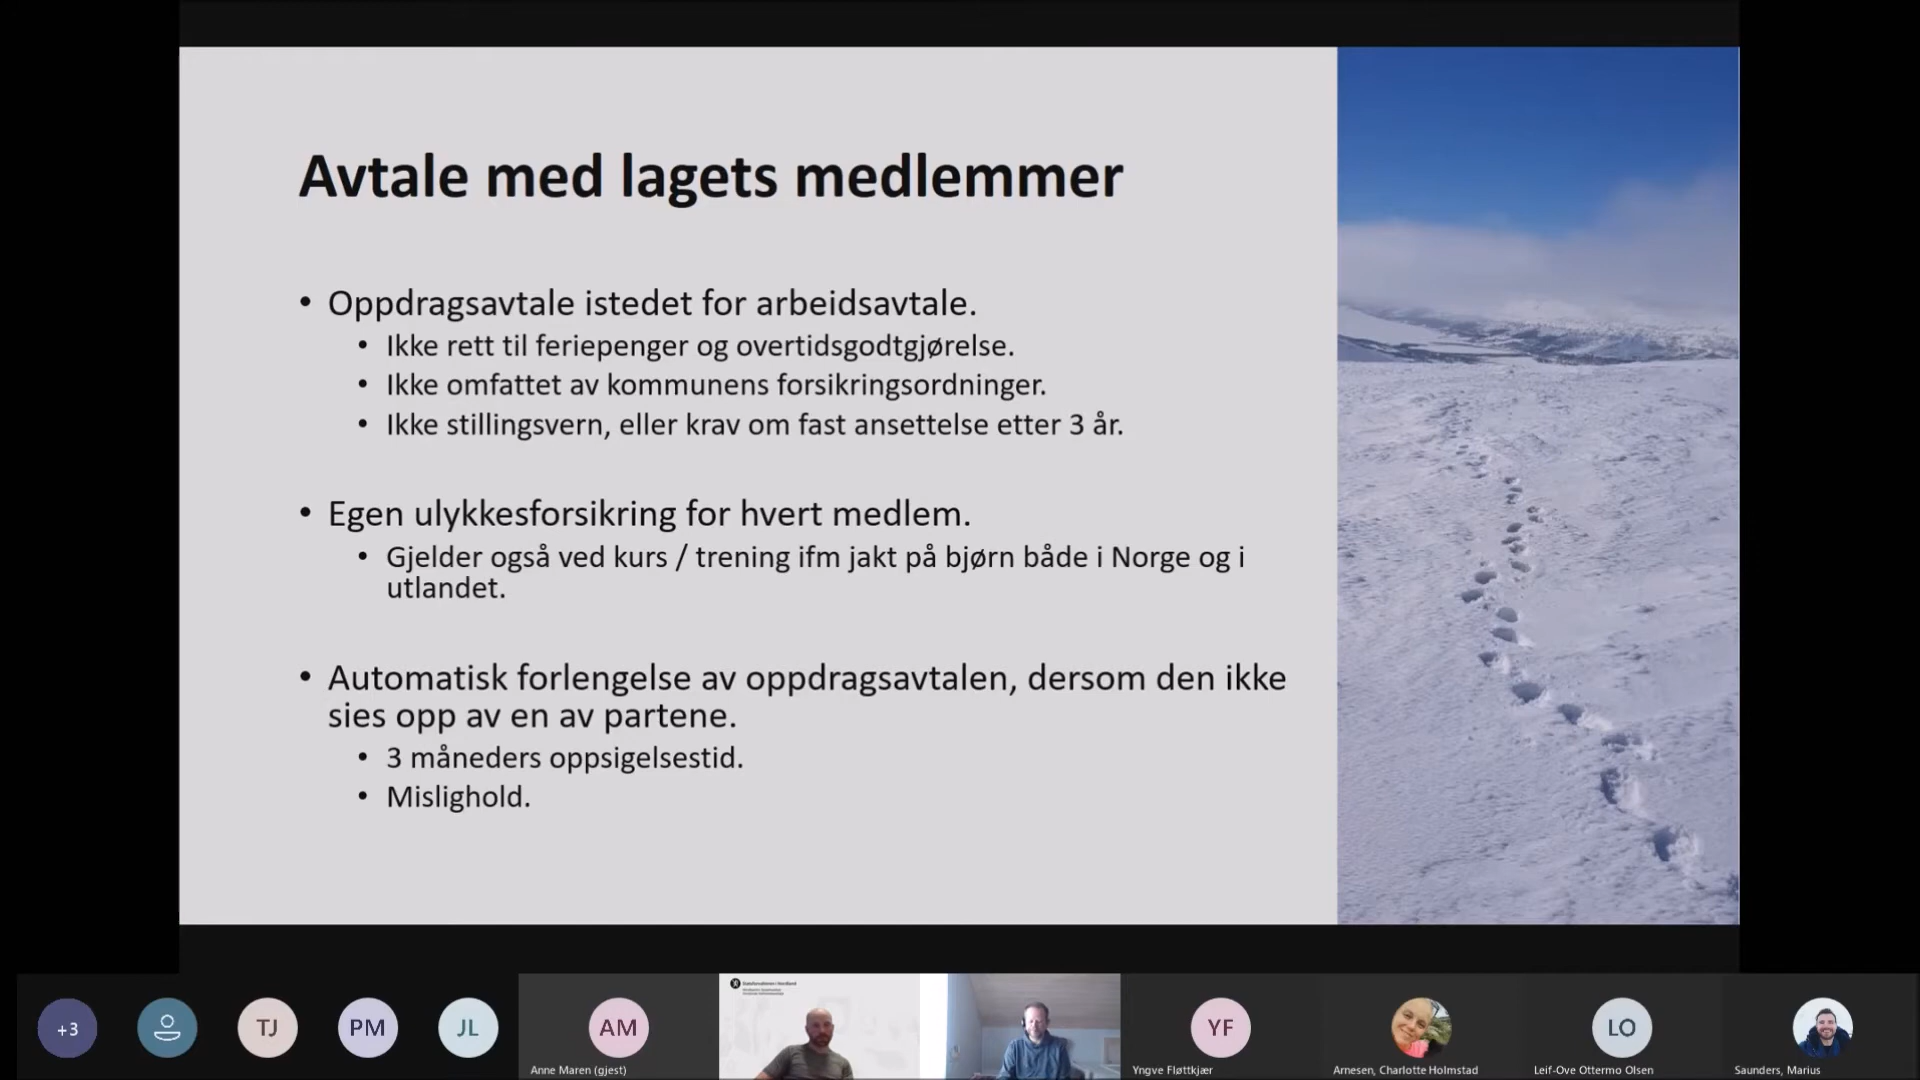 Avtale med lagets medlemmer
• Oppdragsavtale istedet for arbeidsavtale.
• Ikke rett til feriepenger og overtidsgodtgjørelse.
• Ikke omfattet av kommunens forsikringsordninger.
• Ikke stillingsvern, eller krav om fast ansettelse etter 3 år.
• Egen ulykkesforsikring for hvert medlem.
• Gjelder også ved kurs / trening ifm jakt på bjørn både i Norge og i
utlandet.
• Automatisk forlengelse av oppdragsavtalen, dersom den ikke
sies opp av en av partene.
• 3 måneders oppsigelsestid.
• Mislighold.
+3
TJ
PM
JL
AM
Anne Maren (gjest)
YF
Yngve Fløttkjær
Arnesen, Charlotte Holmstad
LO
Leif-Ove Ottermo Olsen
Saunders, Marius